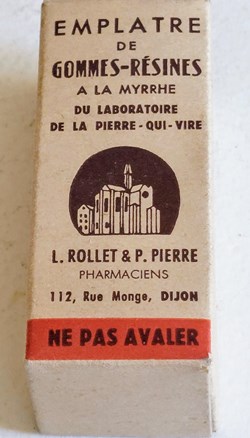 EMPLATRE
DE
GOMMES-RÉSINES
A LA MYRRHE
DU LABORATOIRE
DE LA PIERRE-QUI-VIRE
L. ROLLET & P. PIERRE
PHARMACIENS
112, Rue Monge, DIJON
NE PAS AVALER